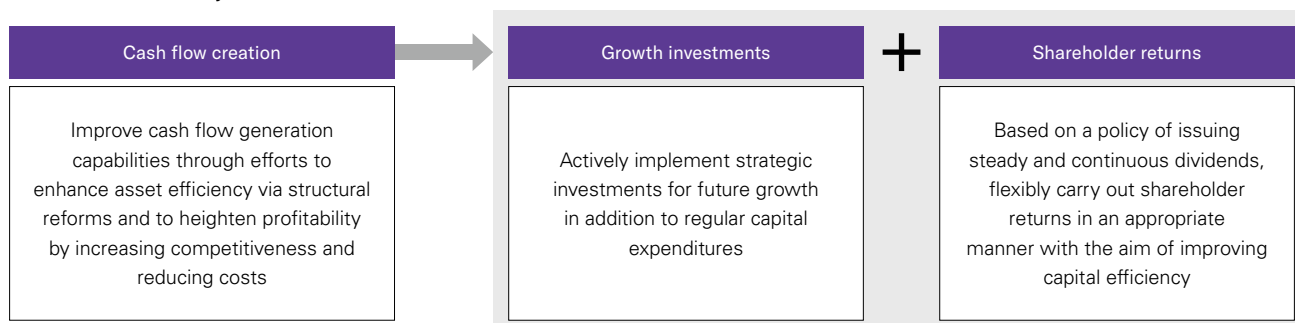 Cash flow creation
Improve cash flow generation
capabilities through efforts to
enhance asset efficiency via structural
reforms and to heighten profitability
by increasing competitiveness and
reducing costs
Growth investments
Actively implement strategic
investments for future growth
in addition to regular capital
expenditures
+
Shareholder returns
Based on a policy of issuing
steady and continuous dividends,
flexibly carry out shareholder
returns in an appropriate
manner with the aim of improving
capital efficiency